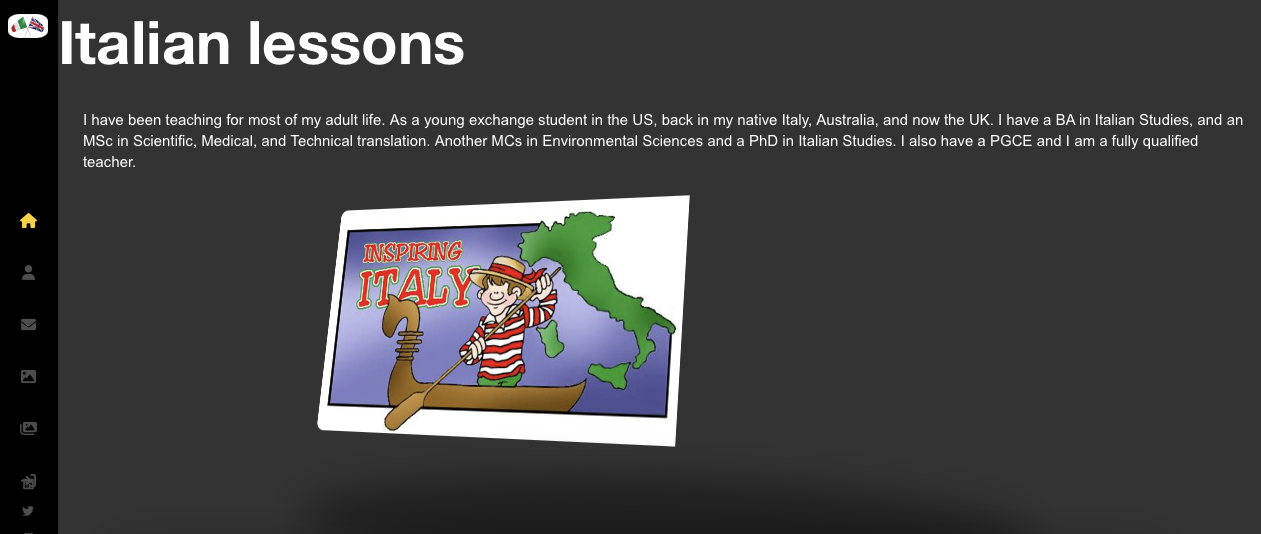 Italian lessons
I have been teaching for most of my adult life. As a young exchange student in the US, back in my native Italy, Australia, and now the UK. I have a BA in Italian Studies, and an
MSc in Scientific, Medical, and Technical translation. Another MCs in Environmental Sciences and a PhD in Italian Studies. I also have a PGCE and I am a fully qualified
teacher.
INSPIRING
ITALY